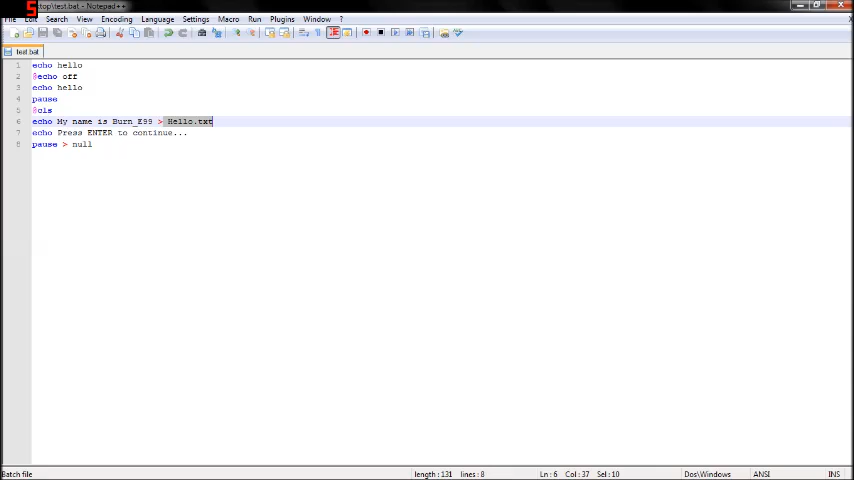 top\test.bat - Notepad++
Edit Search View Encoding Language Settings Macro Run Plugins Window ?
test.bat
1 echo hello
2 @echo off
3 echo hello
4 pause
5 @cls
6 echo My name is Burn_E99 > Hello.txt
7 echo Press ENTER to continue...
8 pause > null
Batch file length : 131 lines : 8 Ln : 6 Col : 37 Sel : 10 Dos\Windows ANSI INS